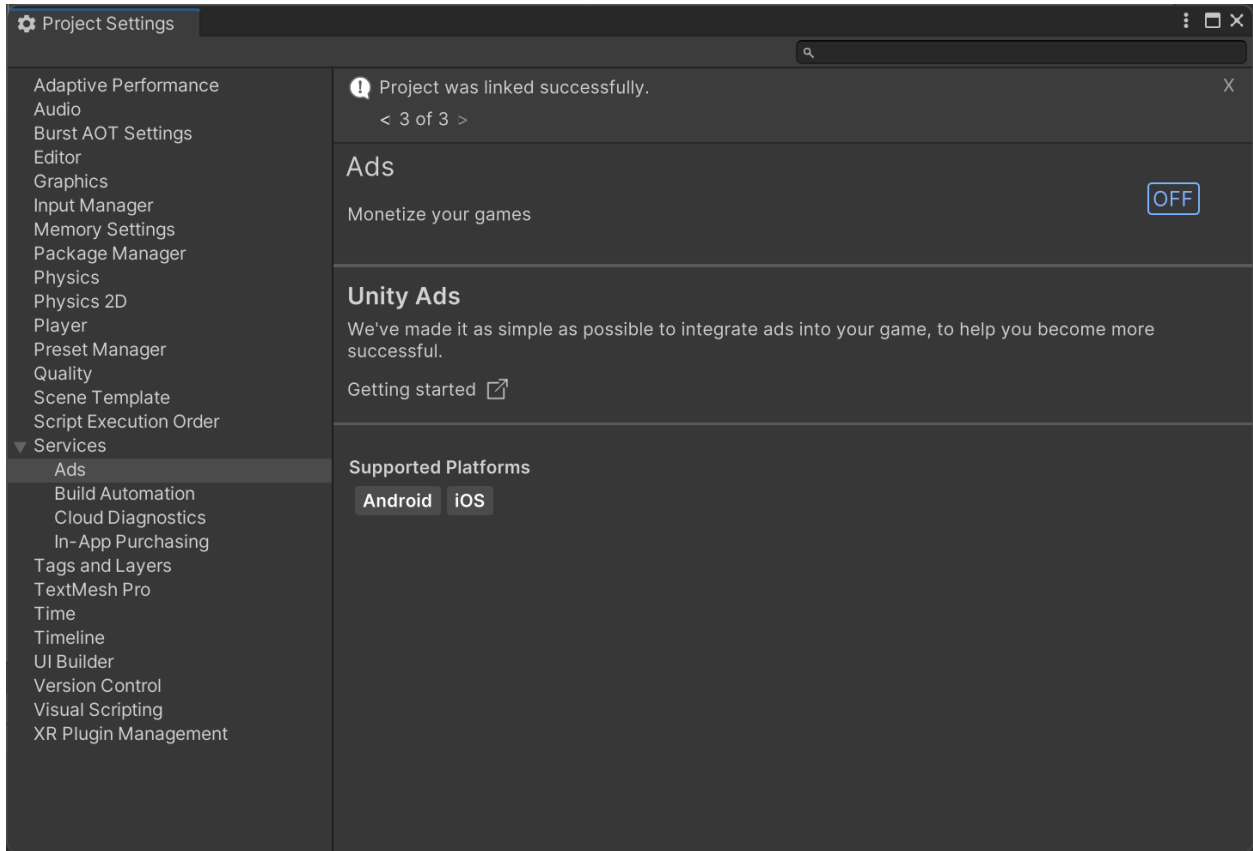 Project Settings
Adaptive Performance
Audio
Burst AOT Settings
Editor
Graphics
Input Manager
Memory Settings
Package Manager
Physics
Physics 2D
Player
Preset Manager
Quality
Scene Template
Script Execution Order
Services
Ads
Build Automation
Cloud Diagnostics
In-App Purchasing
Tags and Layers
TextMesh Pro
Time
Timeline
UI Builder
Version Control
Visual Scripting
XR Plugin Management
Project was linked successfully.
X
< 3 of 3 >
Ads
OFF
Monetize your games
Unity Ads
We've made it as simple as possible to integrate ads into your game, to help you become more
successful.
Getting started
Supported Platforms
Android iOS